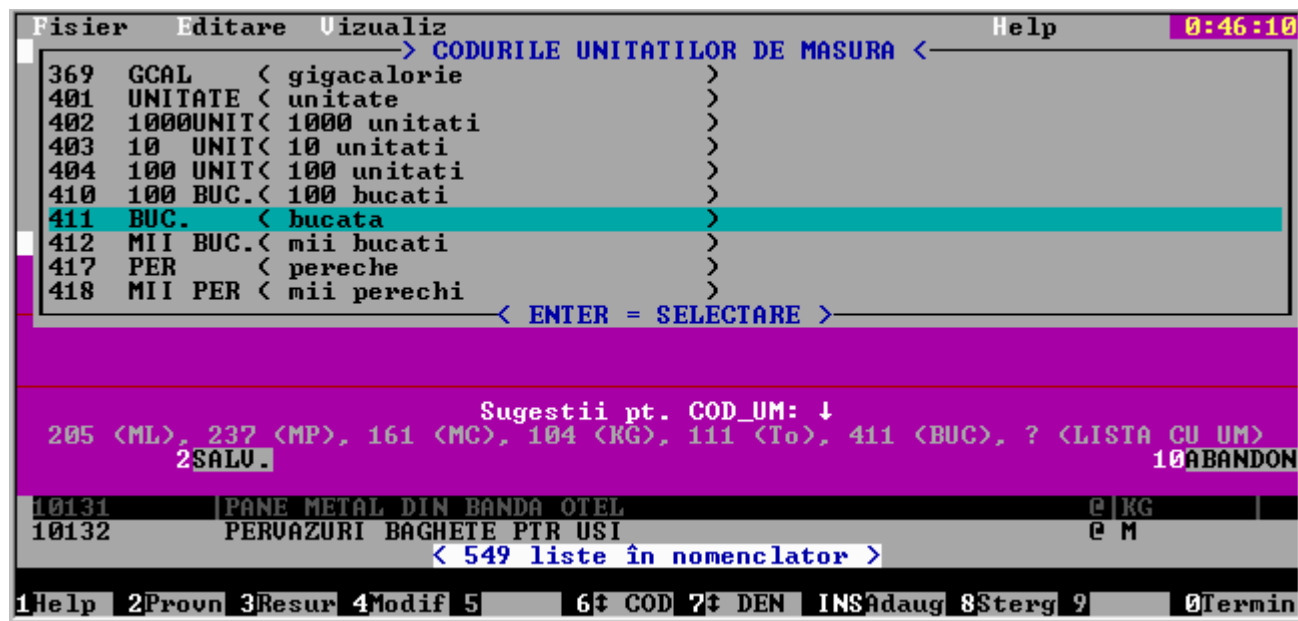 Fisier Editare Vizualiz Help 0:46:10
> CODURILE UNITATILOR DE MASURA <
369 GCAL < gigacalorie >
401 UNITATE < unitate >
402 1000UNIT< 1000 unitati >
403 10 UNIT< 10 unitati >
404 100 UNIT< 100 unitati >
410 100 BUC.< 100 bucati >
411 BUC. < bucata >
412 MII BUC.< mii bucati >
417 PER < pereche >
418 MII PER < mii perechi >
< ENTER = SELECTARE >
Sugestii pt. COD_UM: ↓
205 (ML), 237 (MP), 161 (MC), 104 (KG), 111 (To), 411 (BUC), ? (LISTA CU UM)
2SALV. 10ABANDON
10131 |PANE METAL DIN BANDA OTEL @|KG |
10132 PERVAZURI BAGHETE PTR USI @ M
< 549 liste în nomenclator >
1Help 2Provn 3Resur 4Modif 5 6↕ COD 7↕ DEN INSAdaug 8Sterg 9 0Termin